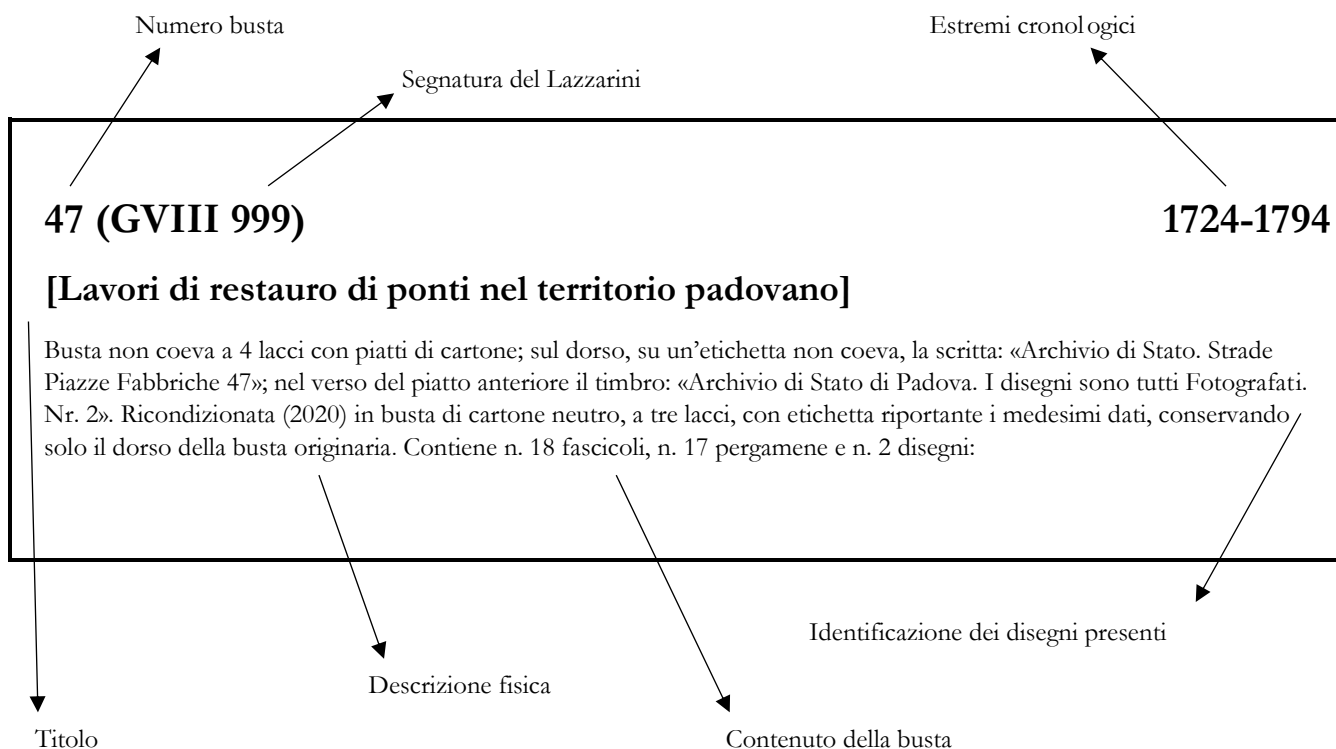 Numero busta
Estremi cronologici
Segnatura del Lazzarini
47 (GVIII 999)
1724-1794
[Lavori di restauro di ponti nel territorio padovano]
Busta non coeva a 4 lacci con piatti di cartone; sul dorso, su un’etichetta non coeva, la scritta: «Archivio di Stato. Strade
Piazze Fabbriche 47»; nel verso del piatto anteriore il timbro: «Archivio di Stato di Padova. I disegni sono tutti Fotografati.
Nr. 2». Ricondizionata (2020) in busta di cartone neutro, a tre lacci, con etichetta riportante i medesimi dati, conservando
solo il dorso della busta originaria. Contiene n. 18 fascicoli, n. 17 pergamene e n. 2 disegni:
Identificazione dei disegni presenti
Descrizione fisica
Titolo
Contenuto della busta